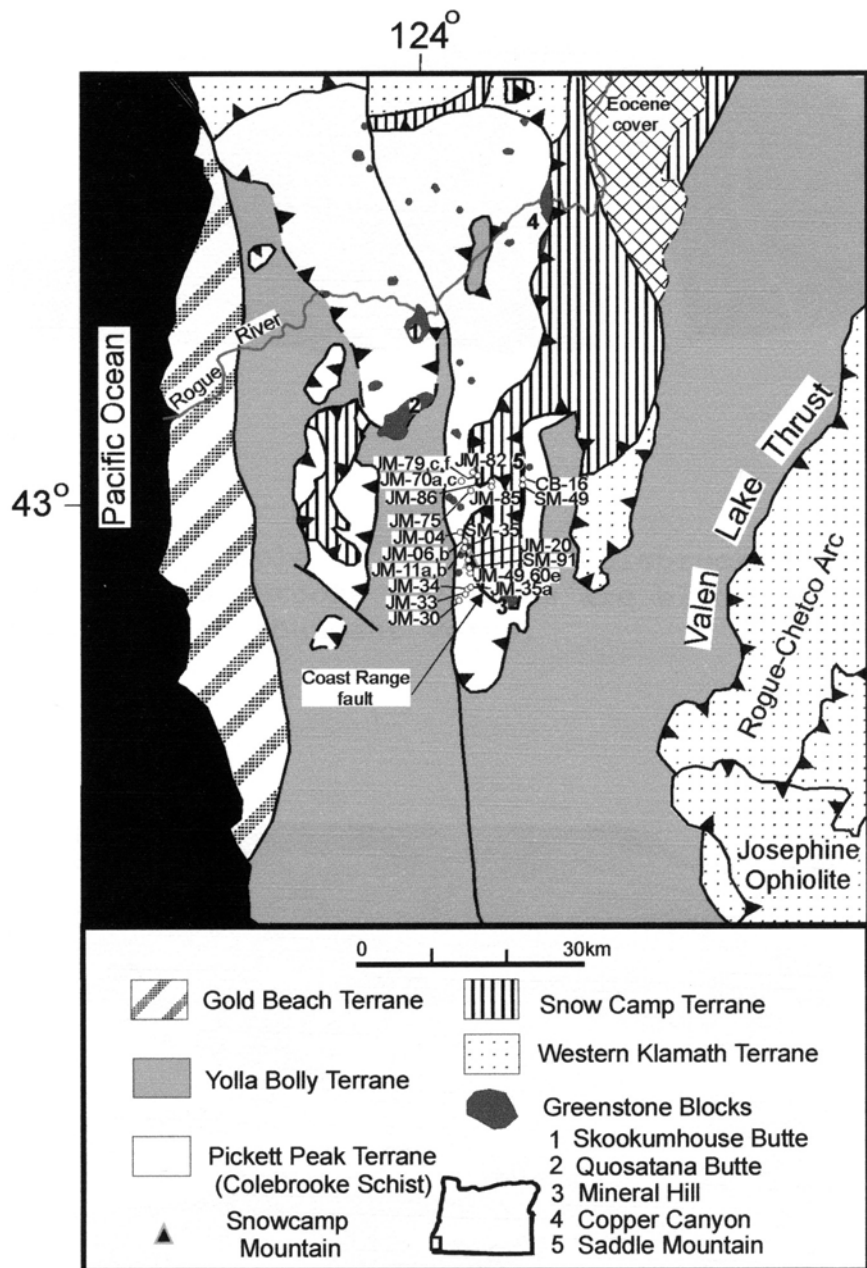 124°
Eocene
cover
4
1
Rogue River
2
Pacific Ocean
Valen Lake Thrust
43°
JM-79,c,f
JM-82
5
JM-70a,c
CB-16
JM-86
JM-85
SM-49
JM-75
SM-35
JM-04
JM-20
JM-06,b
SM-91
JM-11a,b
JM-49,60e
JM-34
JM-35a
JM-33
3
JM-30
Coast Range
fault
Rogue-Chetco Arc
Josephine
Ophiolite
0 30km
Gold Beach Terrane
Snow Camp Terrane
Western Klamath Terrane
Yolla Bolly Terrane
Greenstone Blocks
Pickett Peak Terrane
(Colebrooke Schist)
Snowcamp
Mountain
1 Skookumhouse Butte
2 Quosatana Butte
3 Mineral Hill
4 Copper Canyon
5 Saddle Mountain